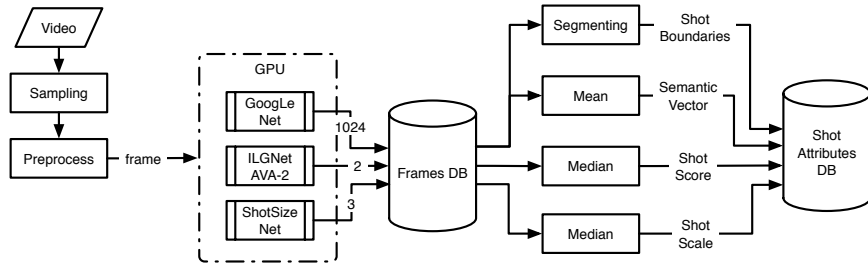 Video
Sampling
Preprocess
frame
GPU
GoogLe
Net
ILGNet
AVA-2
ShotSize
Net
1024
2
3
Frames DB
Segmenting
Mean
Median
Median
Shot
Boundaries
Semantic
Vector
Shot
Score
Shot
Scale
Shot
Attributes
DB